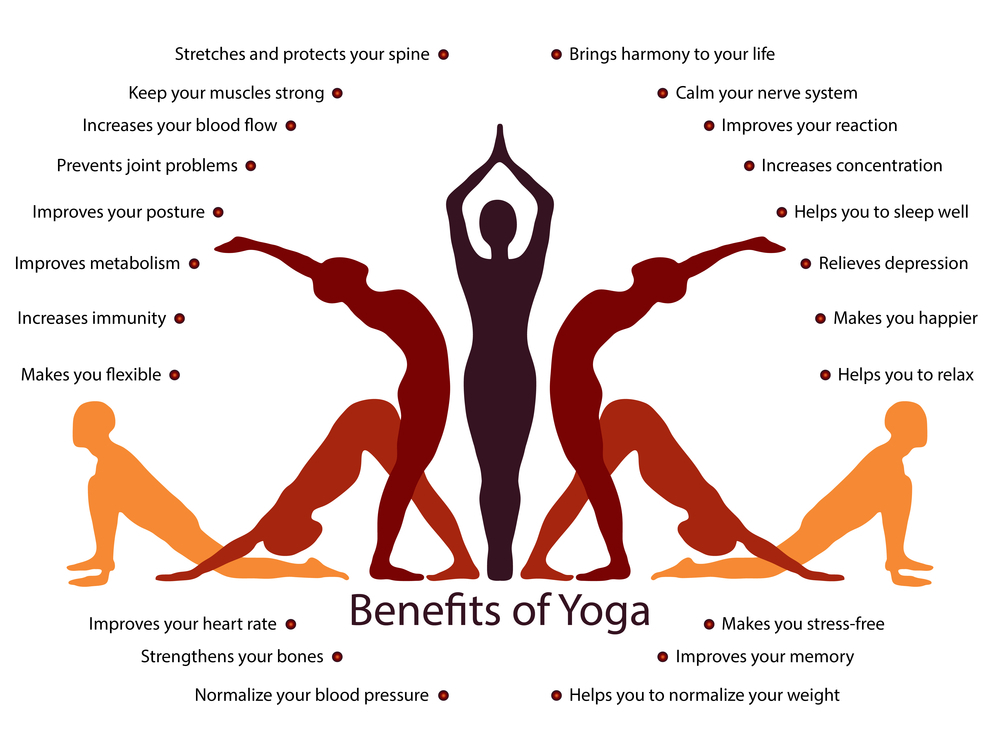 Stretches and protects your spine
Brings harmony to your life
Keep your muscles strong
Calm your nerve system
Increases your blood flow
Improves your reaction
Prevents joint problems
Increases concentration
Improves your posture
Helps you to sleep well
Improves metabolism
Relieves depression
Increases immunity
Makes you happier
Makes you flexible
Helps you to relax
Benefits of Yoga
Improves your heart rate
Makes you stress-free
Strengthens your bones
Improves your memory
Normalize your blood pressure
Helps you to normalize your weight